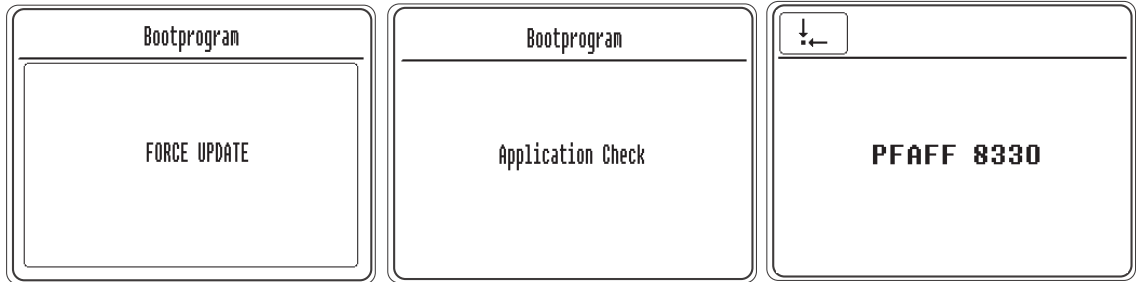 Bootprogram
FORCE UPDATE
Bootprogram
Application Check
PFAFF 8330